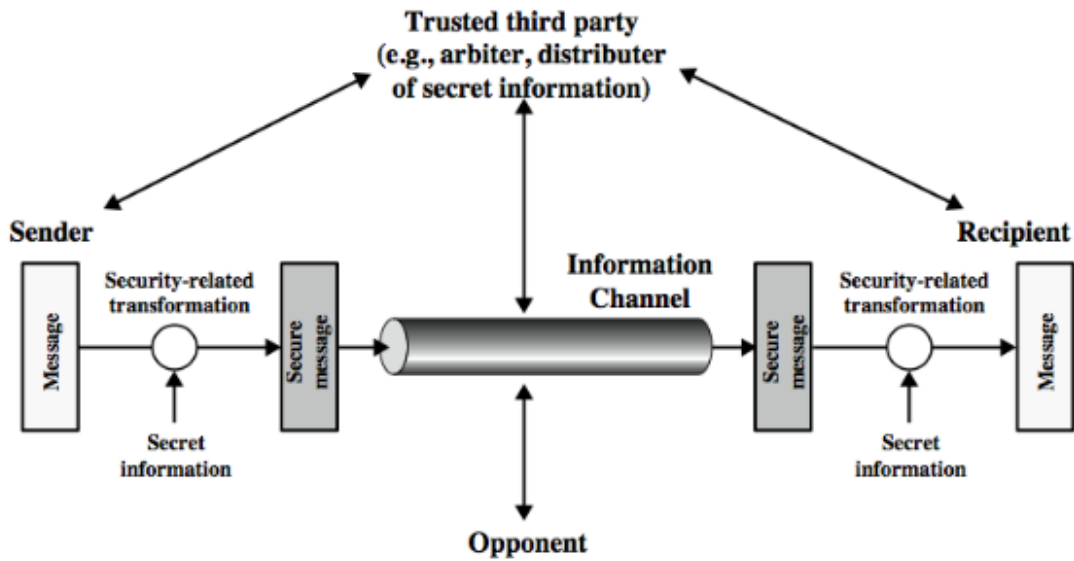 Trusted third party
(e.g., arbiter, distributer
of secret information)
Sender
Recipient
Information
Channel
Security-related
transformation
Security-related
transformation
Message
Secure
message
Secure
message
Message
Secret
information
Secret
information
Opponent